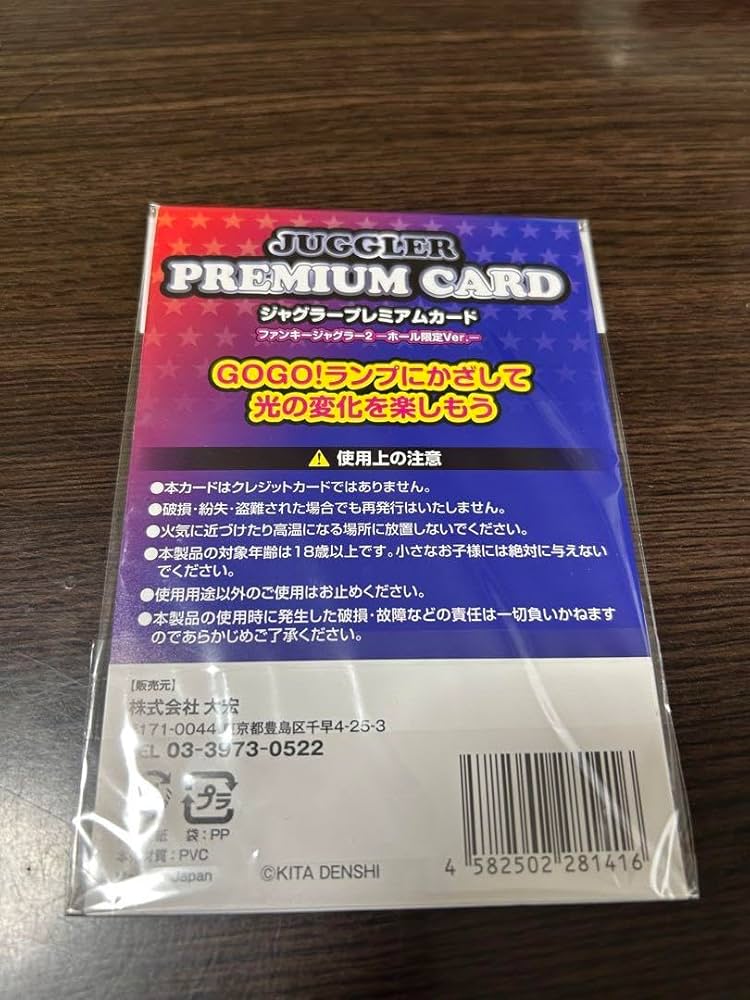 JUGGLER
PREMIUM CARD
ジャグラープレミアムカード
ファンキージャグラー2 ーホール限定Ver.ー
GOGO!ランプにかざして
光の変化を楽しもう
使用上の注意
●本カードはクレジットカードではありません。
●破損・紛失・盗難された場合でも再発行はいたしません。
●火気に近づけたり高温になる場所に放置しないでください。
●本製品の対象年齢は18歳以上です。小さなお子様には絶対に与えない
でください。
●使用用途以外のご使用はお止めください。
●本製品の使用時に発生した破損・故障などの責任は一切負いかねます
のであらかじめご了承ください。
【販売元】
株式会社 大宏
〒171-0044 東京都豊島区千早4-25-3
TEL 03-3973-0522
プラ
紙 袋:PP
材質:PVC
Japan
©KITA DENSHI
4 582502 281416